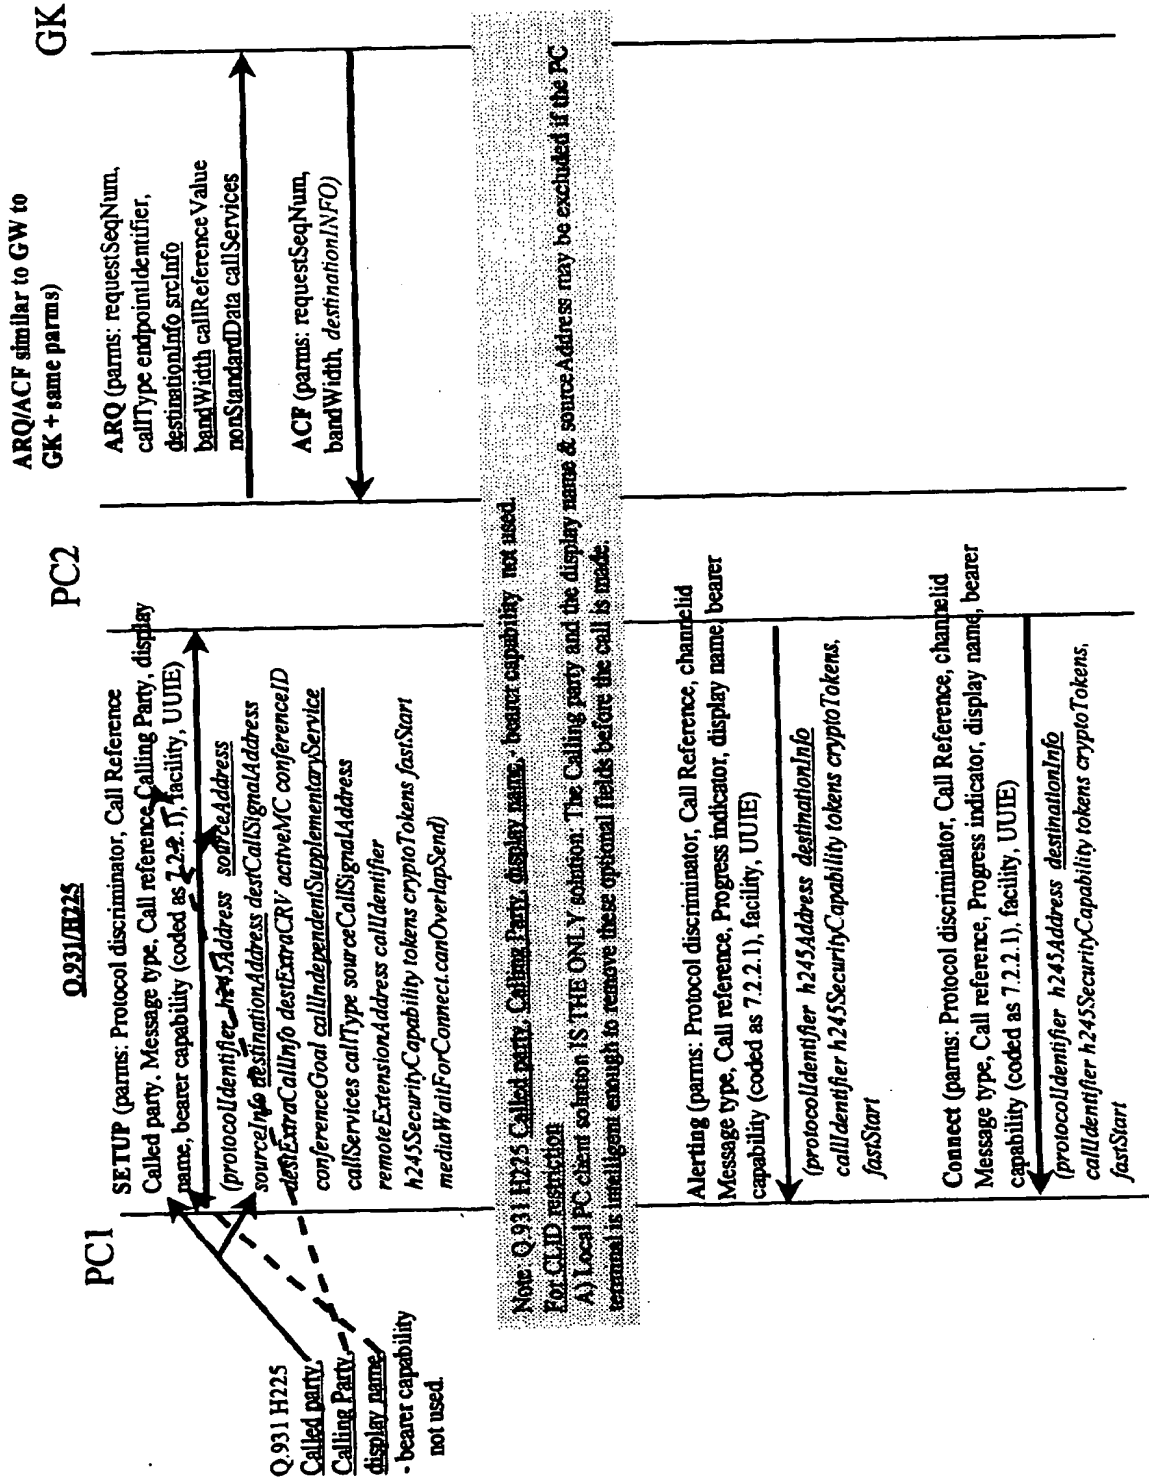 PC1
Q.931/H225
PC2
ARQ/ACF similar to GW to
GK + same parms)
GK
Q.931 H225
Called party,
Calling Party,
display name,
- bearer capability
not used.
SETUP (parms: Protocol discriminator, Call Reference
Called party. Message type, Call reference, Calling Party, display
name, bearer capability (coded as 7.2.2.1), facility, UUIE)
(protocolIdentifier h245Address sourceAddress
sourceInfo destinationAddress destCallSignalAddress
destExtraCallInfo destExtraCRV activeMC conferenceID
conferenceGoal callIndependentSupplementaryService
callServices callType sourceCallSignalAddress
remoteExtensionAddress callIdentifier
h245SecurityCapability tokens cryptoTokens fastStart
mediaWaitForConnect.canOverlapSend)
ARQ (parms: requestSeqNum,
callType endpointIdentifier,
destinationInfo srcInfo
bandWidth callReferenceValue
nonStandardData callServices
ACF (parms: requestSeqNum,
bandWidth, destinationINFO)
Note: Q.931 H225 Called party, Calling Party, display name, bearer capability not used.
For CLID restriction
A) Local PC client solution IS THE ONLY solution: The Calling party and the display name & sourceAddress may be excluded if the PC
terminal is intelligent enough to remove these optional fields before the call is made.
Alerting (parms: Protocol discriminator, Call Reference, channelid
Message type, Call reference, Progress indicator, display name, bearer
capability (coded as 7.2.2.1), facility, UUIE)
(protocolIdentifier h245Address destinationInfo
callIdentifier h245SecurityCapability tokens cryptoTokens,
fastStart
Connect (parms: Protocol discriminator, Call Reference, channelid
Message type, Call reference, Progress indicator, display name, bearer
capability (coded as 7.2.2.1), facility, UUIE)
(protocolIdentifier h245Address destinationInfo
callIdentifier h245SecurityCapability tokens cryptoTokens,
fastStart